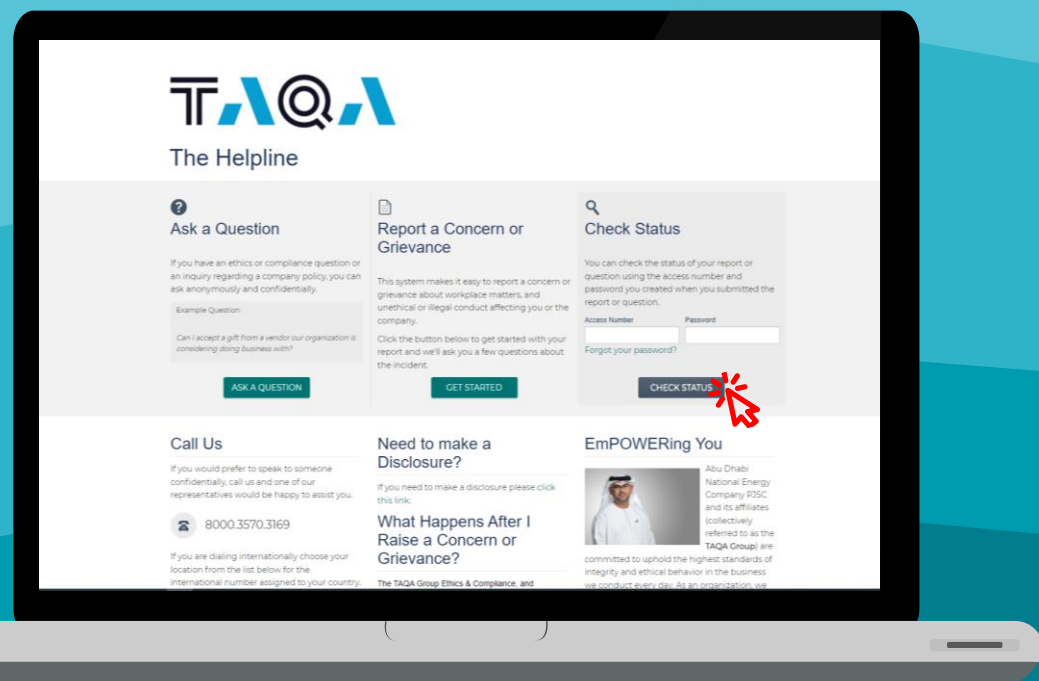 TAQA
The Helpline
Ask a Question
If you have an ethics or compliance question or
an inquiry regarding a company policy, you can
ask anonymously and confidentially.
Example Question:
Can I accept a gift from a vendor our organization is
considering doing business with?
ASK A QUESTION
Report a Concern or
Grievance
This system makes it easy to report a concern or
grievance about workplace matters, and
unethical or illegal conduct affecting you or the
company.
Click the button below to get started with your
report and we'll ask you a few questions about
the incident.
GET STARTED
Check Status
You can check the status of your report or
question using the access number and
password you created when you submitted the
report or question.
Access Number Password
Forgot your password?
CHECK STATUS
Call Us
If you would prefer to speak to someone
confidentially, call us and one of our
representatives would be happy to assist you.
8000.3570.3169
If you are dialing internationally choose your
location from the list below for the
international number assigned to your country.
Need to make a
Disclosure?
If you need to make a disclosure please click
this link:
What Happens After I
Raise a Concern or
Grievance?
The TAQA Group Ethics & Compliance, and
EmPOWERing You
Abu Dhabi
National Energy
Company PJSC
and its affiliates
(collectively
referred to as the
TAQA Group) are
committed to uphold the highest standards of
integrity and ethical behavior in the business
we conduct every day. As an organization, we